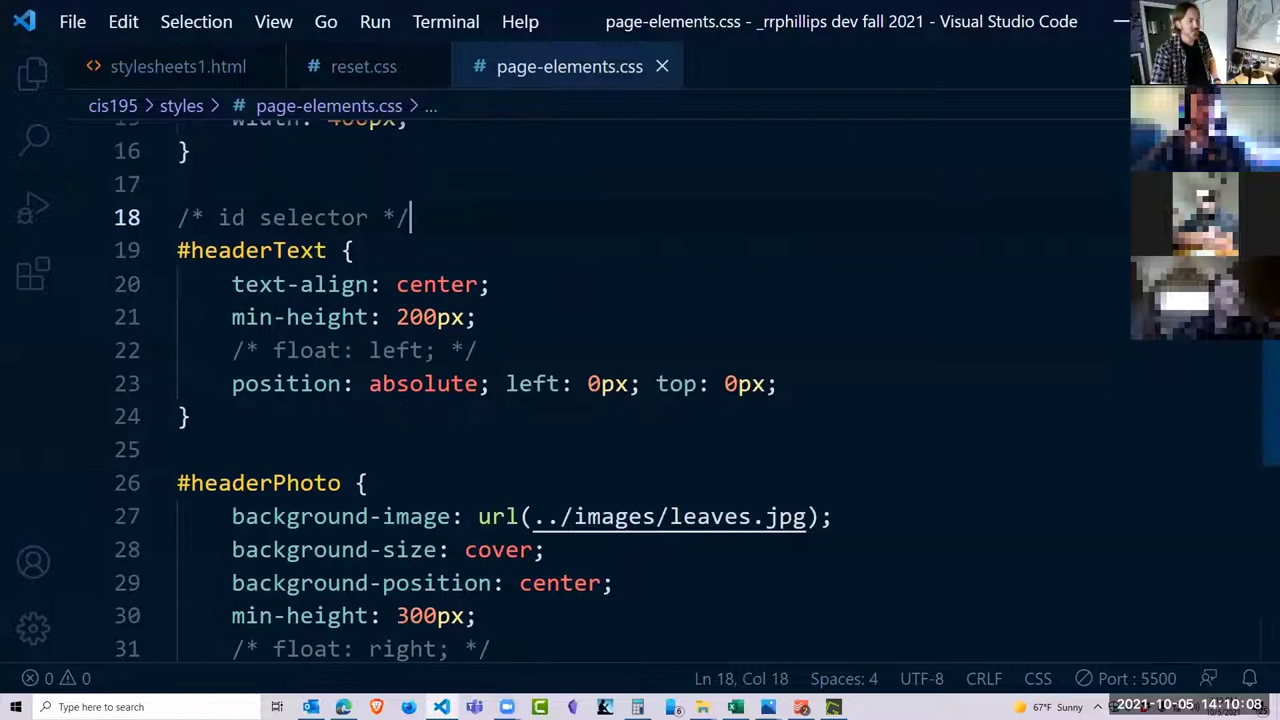 File Edit Selection View Go Run Terminal Help page-elements.css - _rrphillips dev fall 2021 - Visual Studio Code
<> stylesheets1.html # reset.css # page-elements.css ×
cis195 > styles > # page-elements.css > ...
15 width: 400px;
16 }
17
18 /* id selector */
19 #headerText {
20 text-align: center;
21 min-height: 200px;
22 /* float: left; */
23 position: absolute; left: 0px; top: 0px;
24 }
25
26 #headerPhoto {
27 background-image: url(../images/leaves.jpg);
28 background-size: cover;
29 background-position: center;
30 min-height: 300px;
31 /* float: right; */
0 0 Ln 18, Col 18 Spaces: 4 UTF-8 CRLF CSS Port : 5500
Type here to search 67°F Sunny 2021-10-05 14:10:08